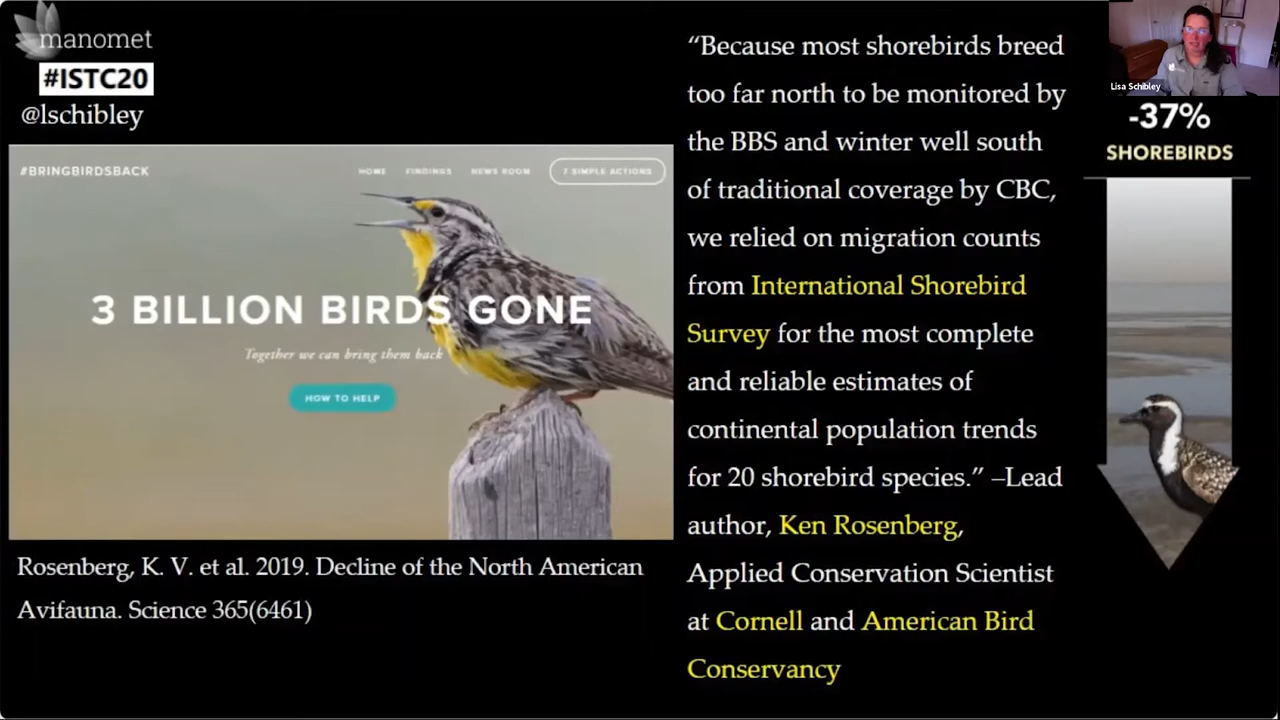 manomet
#ISTC20
@lschibley
#BRINGBIRDSBACK
HOME FINDINGS NEWS ROOM 7 SIMPLE ACTIONS
3 BILLION BIRDS GONE
Together we can bring them back
HOW TO HELP
Rosenberg, K. V. et al. 2019. Decline of the North American
Avifauna. Science 365(6461)
“Because most shorebirds breed
too far north to be monitored by
the BBS and winter well south
of traditional coverage by CBC,
we relied on migration counts
from International Shorebird
Survey for the most complete
and reliable estimates of
continental population trends
for 20 shorebird species.” –Lead
author, Ken Rosenberg,
Applied Conservation Scientist
at Cornell and American Bird
Conservancy
Lisa Schibley
-37%
SHOREBIRDS